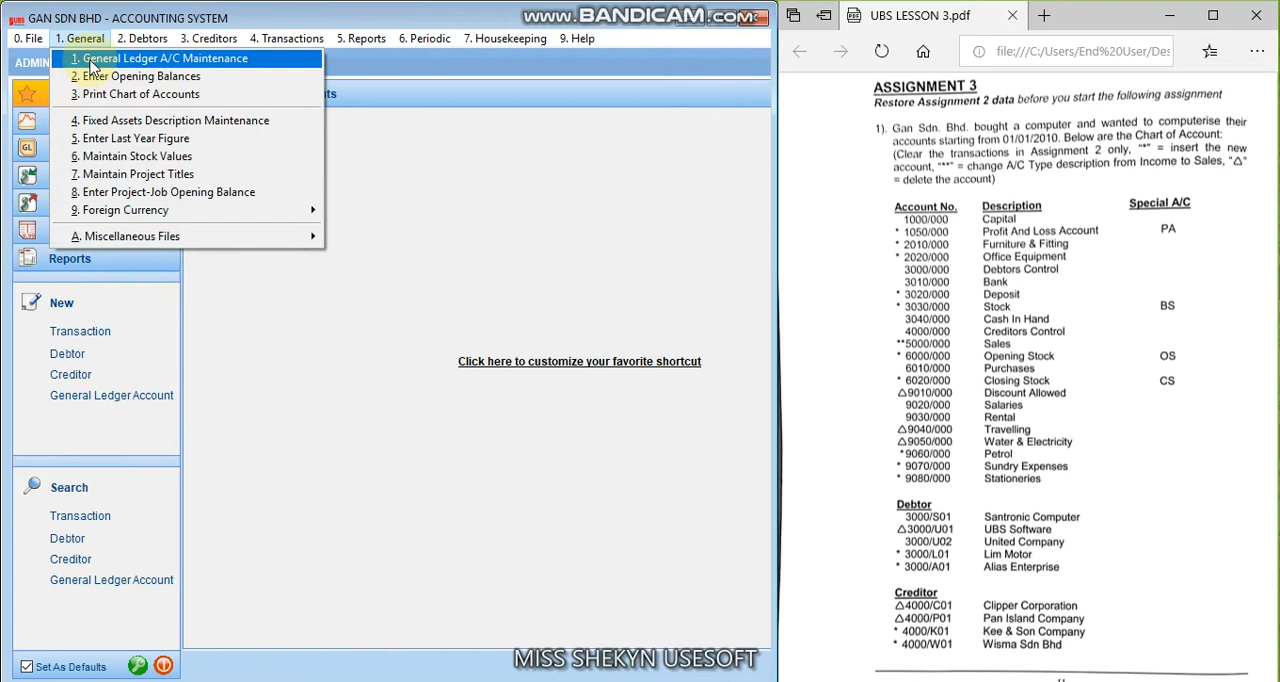 GAN SDN BHD - ACCOUNTING SYSTEM
www.BANDICAM.com
0. File 1. General 2. Debtors 3. Creditors 4. Transactions 5. Reports 6. Periodic 7. Housekeeping 9. Help
ADMIN
1. General Ledger A/C Maintenance
2. Enter Opening Balances
3. Print Chart of Accounts
4. Fixed Assets Description Maintenance
5. Enter Last Year Figure
6. Maintain Stock Values
7. Maintain Project Titles
8. Enter Project-Job Opening Balance
9. Foreign Currency
A. Miscellaneous Files
GL
Reports
New
Transaction
Debtor
Creditor
General Ledger Account
Search
Transaction
Debtor
Creditor
General Ledger Account
Set As Defaults
Click here to customize your favorite shortcut
MISS SHEKYN USESOFT
UBS LESSON 3.pdf
file:///C:/Users/End%20User/Des
ASSIGNMENT 3
Restore Assignment 2 data before you start the following assignment
1). Gan Sdn. Bhd. bought a computer and wanted to computerise their
accounts starting from 01/01/2010. Below are the Chart of Account:
(Clear the transactions in Assignment 2 only, "*" = insert the new
account, "**" = change A/C Type description from Income to Sales, "△"
= delete the account)
Account No. Description Special A/C
1000/000 Capital
* 1050/000 Profit And Loss Account PA
* 2010/000 Furniture & Fitting
* 2020/000 Office Equipment
3000/000 Debtors Control
3010/000 Bank
* 3020/000 Deposit
* 3030/000 Stock BS
3040/000 Cash In Hand
4000/000 Creditors Control
**5000/000 Sales
* 6000/000 Opening Stock OS
6010/000 Purchases
* 6020/000 Closing Stock CS
△9010/000 Discount Allowed
9020/000 Salaries
9030/000 Rental
△9040/000 Travelling
△9050/000 Water & Electricity
*9060/000 Petrol
* 9070/000 Sundry Expenses
* 9080/000 Stationeries
Debtor
3000/S01 Santronic Computer
△3000/U01 UBS Software
3000/U02 United Company
* 3000/L01 Lim Motor
* 3000/A01 Alias Enterprise
Creditor
△4000/C01 Clipper Corporation
△4000/P01 Pan Island Company
* 4000/K01 Kee & Son Company
* 4000/W01 Wisma Sdn Bhd